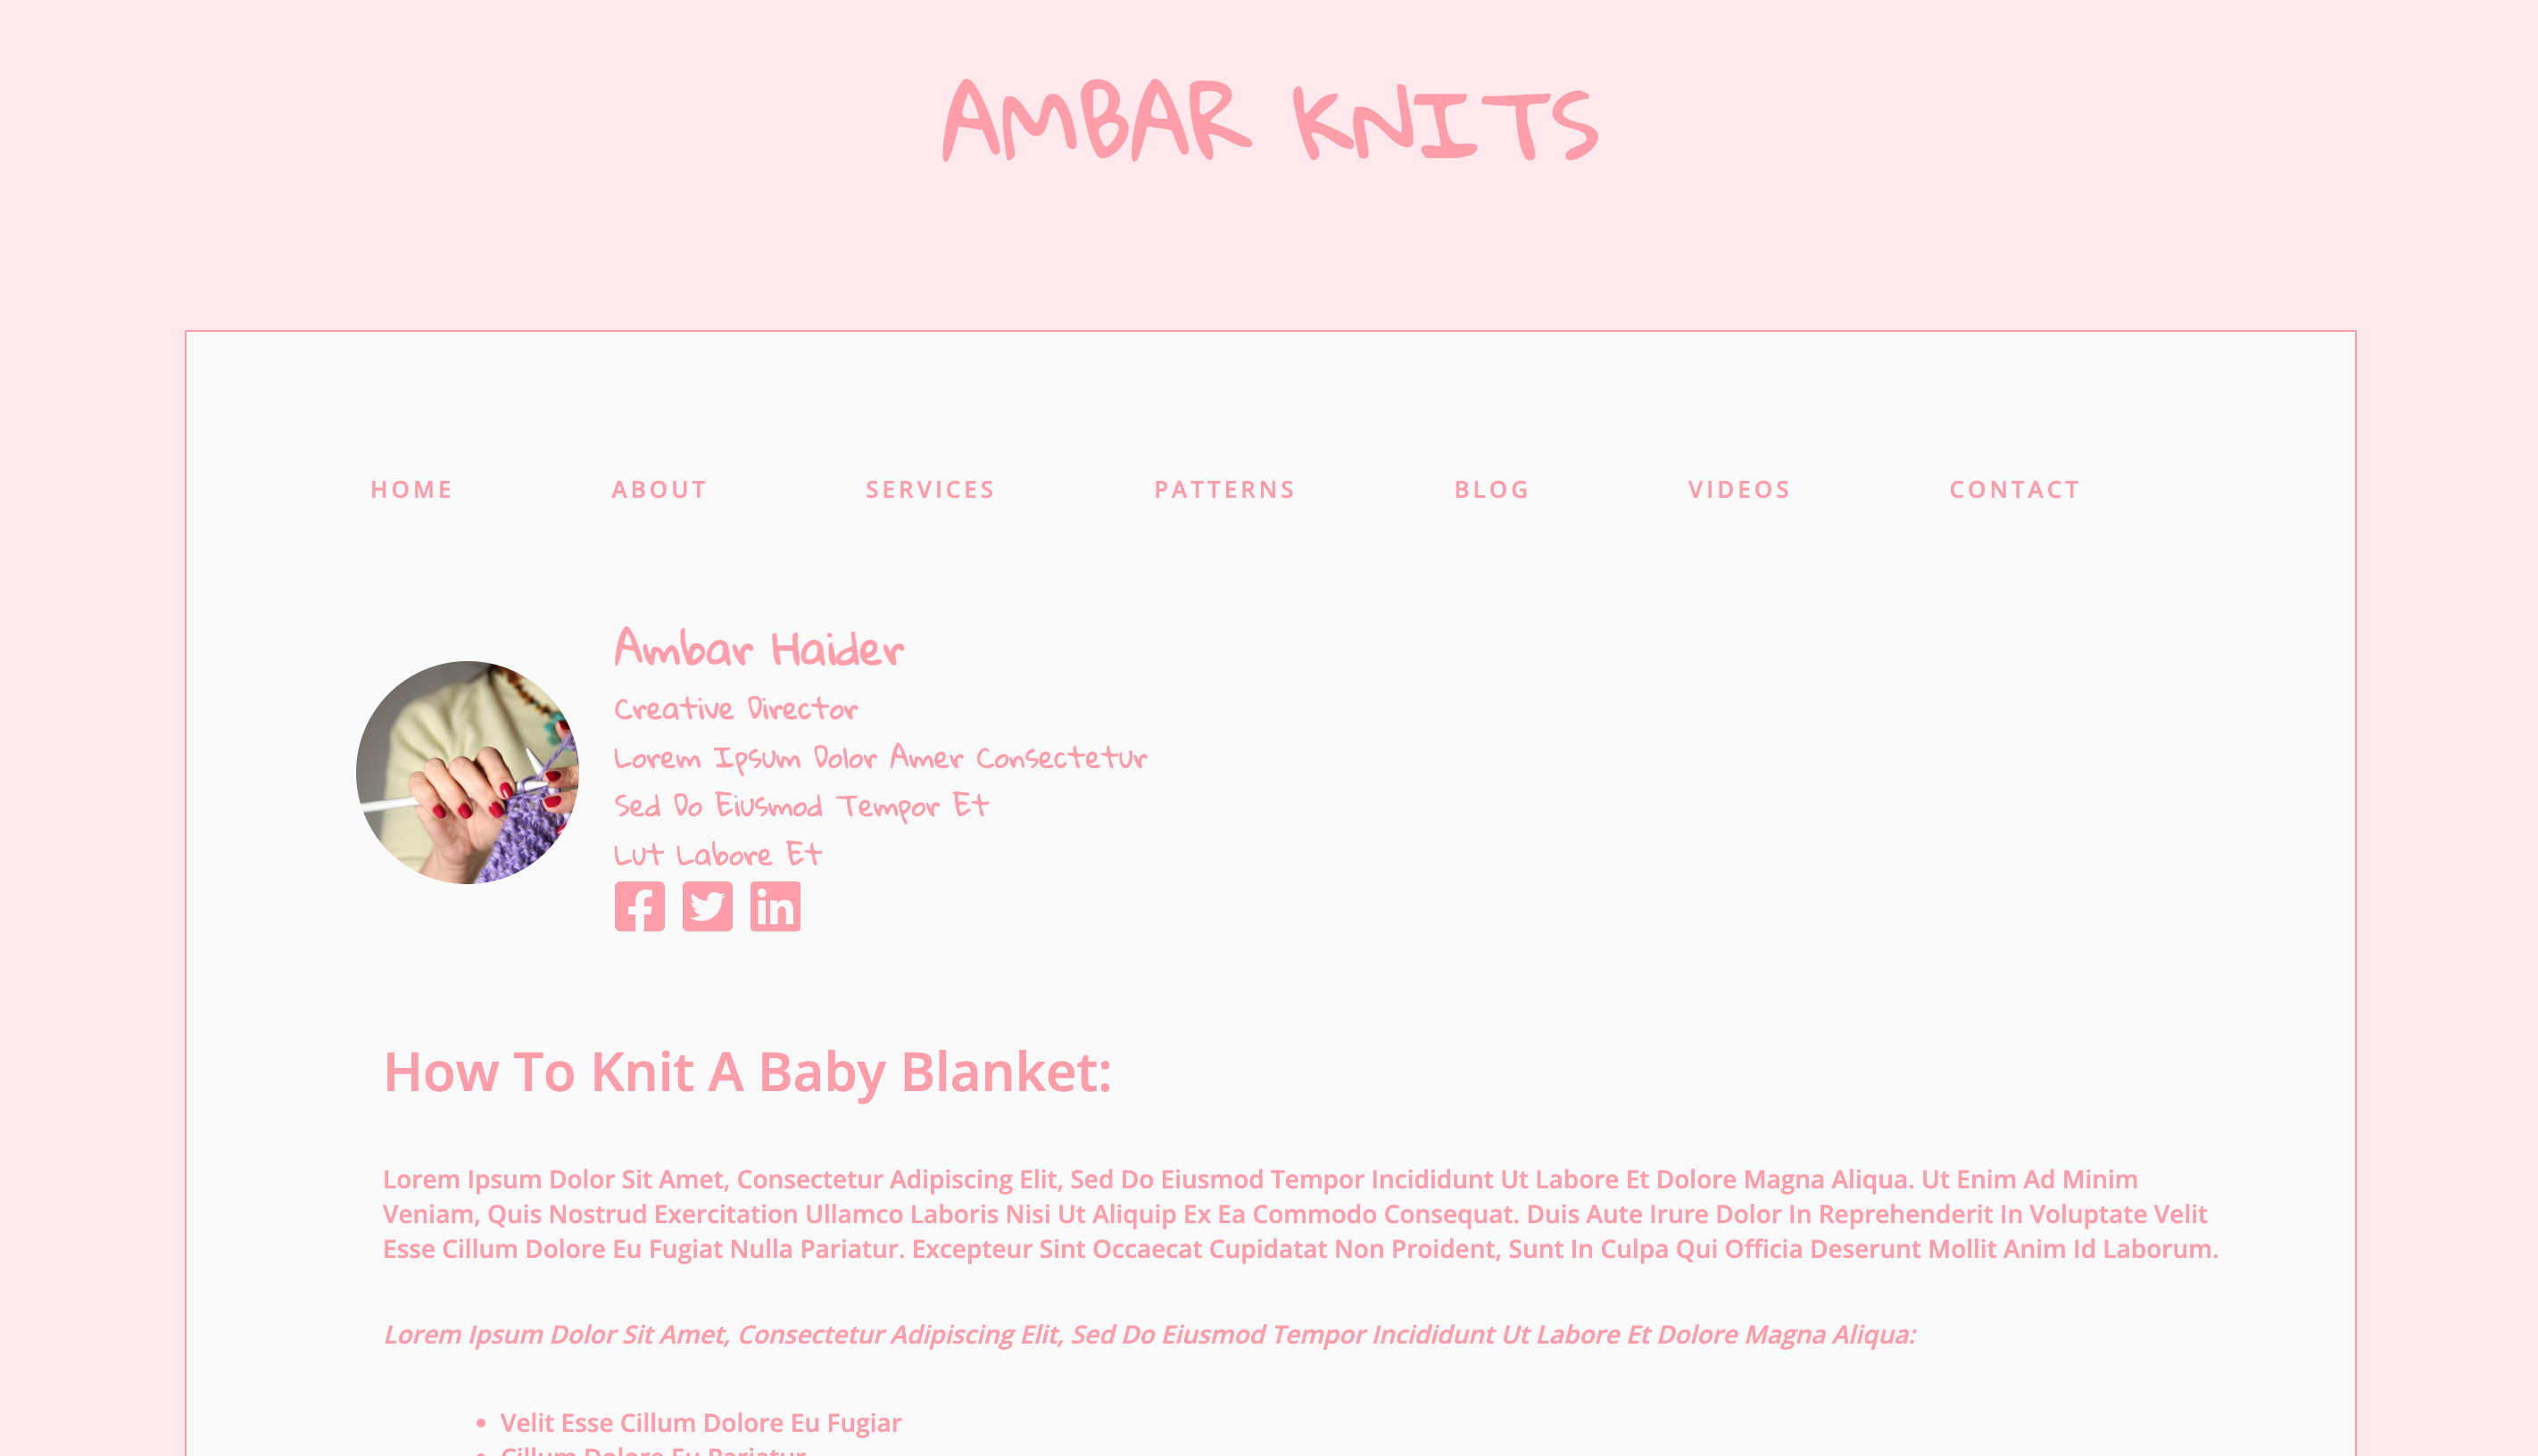 AMBAR KNITS
HOME ABOUT SERVICES PATTERNS BLOG VIDEOS CONTACT
Ambar Haider
Creative Director
Lorem Ipsum Dolor Amer Consectetur
Sed Do Eiusmod Tempor Et
Lut Labore Et
How To Knit A Baby Blanket:
Lorem Ipsum Dolor Sit Amet, Consectetur Adipiscing Elit, Sed Do Eiusmod Tempor Incididunt Ut Labore Et Dolore Magna Aliqua. Ut Enim Ad Minim
Veniam, Quis Nostrud Exercitation Ullamco Laboris Nisi Ut Aliquip Ex Ea Commodo Consequat. Duis Aute Irure Dolor In Reprehenderit In Voluptate Velit
Esse Cillum Dolore Eu Fugiat Nulla Pariatur. Excepteur Sint Occaecat Cupidatat Non Proident, Sunt In Culpa Qui Officia Deserunt Mollit Anim Id Laborum.
Lorem Ipsum Dolor Sit Amet, Consectetur Adipiscing Elit, Sed Do Eiusmod Tempor Incididunt Ut Labore Et Dolore Magna Aliqua:
• Velit Esse Cillum Dolore Eu Fugiar
• Cillum Dolore Eu Pariatur